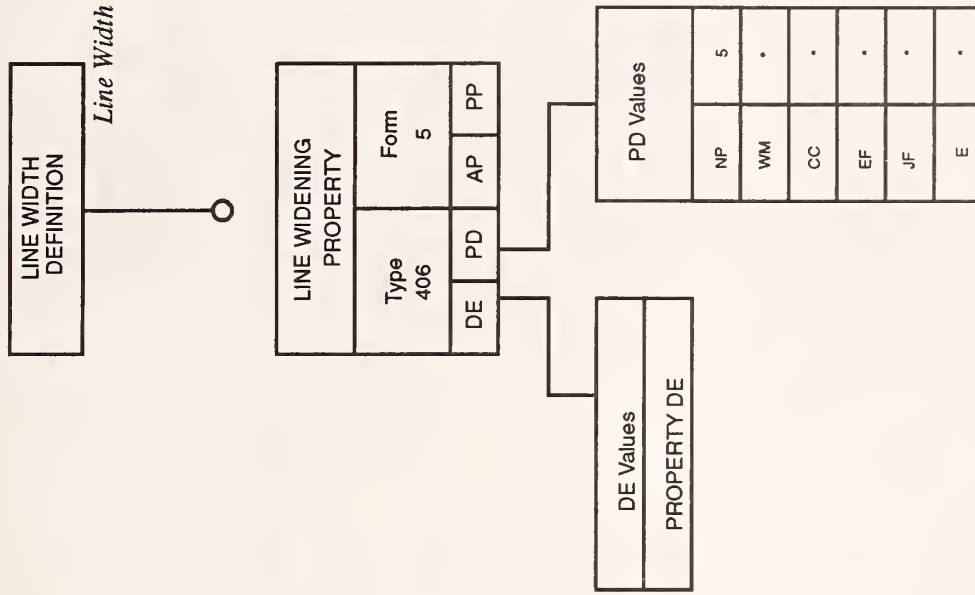 LINE WIDTH
DEFINITION
Line Width
LINE WIDENING
PROPERTY
Type
406
Form
5
DE PD AP PP
DE Values
PROPERTY DE
PD Values
NP 5
WM •
CC •
EF •
JF •
E •